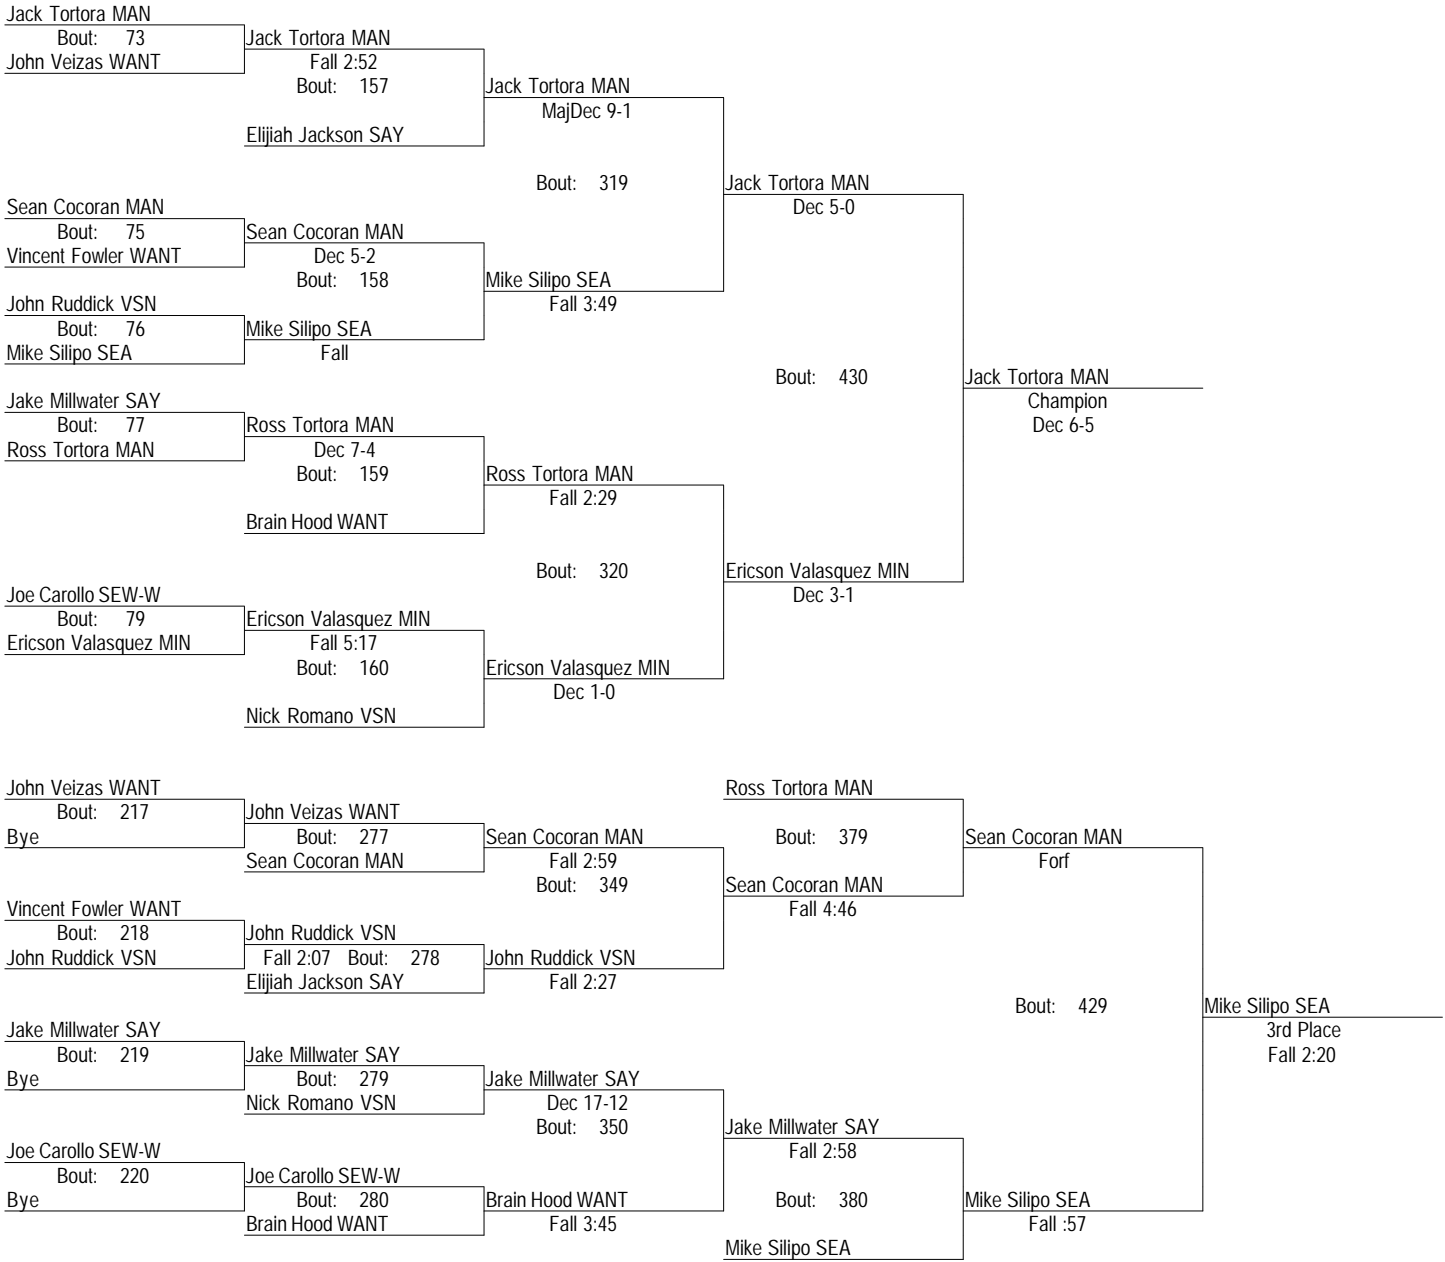 Jack Tortora MAN
Bout: 73
Jack Tortora MAN
John Veizas WANT
Fall 2:52
Bout: 157
Jack Tortora MAN
MajDec 9-1
Elijiah Jackson SAY
Bout: 319
Jack Tortora MAN
Sean Cocoran MAN
Dec 5-0
Bout: 75
Sean Cocoran MAN
Vincent Fowler WANT
Dec 5-2
Bout: 158
Mike Silipo SEA
John Ruddick VSN
Fall 3:49
Bout: 76
Mike Silipo SEA
Mike Silipo SEA
Fall
Bout: 430
Jack Tortora MAN
Jake Millwater SAY
Champion
Bout: 77
Ross Tortora MAN
Dec 6-5
Ross Tortora MAN
Dec 7-4
Bout: 159
Ross Tortora MAN
Fall 2:29
Brain Hood WANT
Bout: 320
Ericson Valasquez MIN
Joe Carollo SEW-W
Dec 3-1
Bout: 79
Ericson Valasquez MIN
Ericson Valasquez MIN
Fall 5:17
Bout: 160
Ericson Valasquez MIN
Dec 1-0
Nick Romano VSN
John Veizas WANT
Ross Tortora MAN
Bout: 217
John Veizas WANT
Bye
Bout: 277
Sean Cocoran MAN
Bout: 379
Sean Cocoran MAN
Sean Cocoran MAN
Fall 2:59
Forf
Bout: 349
Sean Cocoran MAN
Vincent Fowler WANT
Fall 4:46
Bout: 218
John Ruddick VSN
John Ruddick VSN
Fall 2:07 Bout: 278
John Ruddick VSN
Elijiah Jackson SAY
Fall 2:27
Bout: 429
Mike Silipo SEA
Jake Millwater SAY
3rd Place
Bout: 219
Jake Millwater SAY
Fall 2:20
Bye
Bout: 279
Jake Millwater SAY
Nick Romano VSN
Dec 17-12
Bout: 350
Jake Millwater SAY
Joe Carollo SEW-W
Fall 2:58
Bout: 220
Joe Carollo SEW-W
Bye
Bout: 280
Brain Hood WANT
Bout: 380
Mike Silipo SEA
Brain Hood WANT
Fall 3:45
Fall :57
Mike Silipo SEA